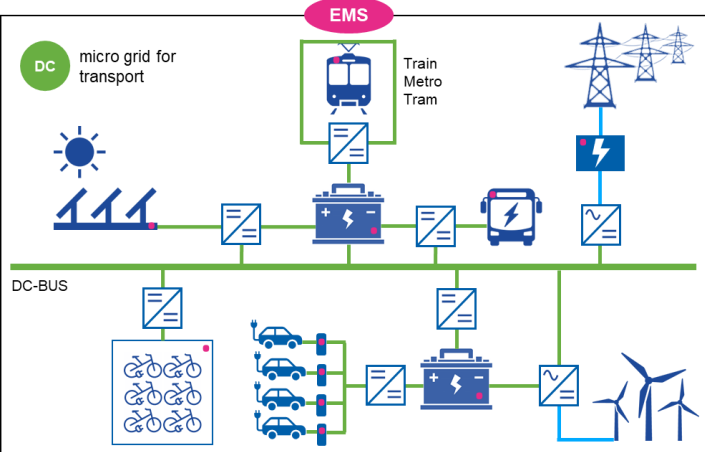 EMS
DC
micro grid for
transport
Train
Metro
Tram
DC-BUS